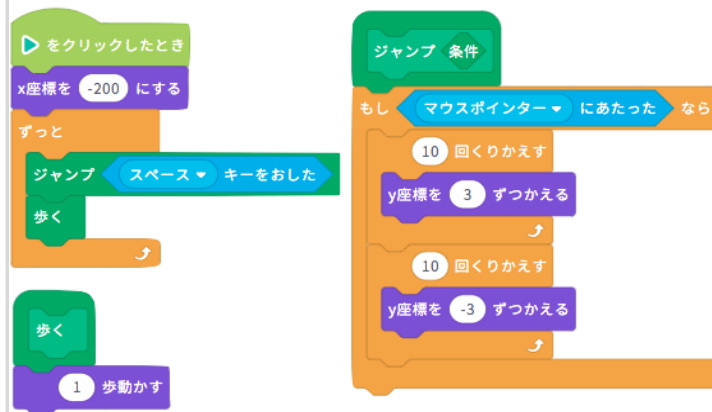 をクリックしたとき
x座標を -200 にする
ずっと
ジャンプ スペース キーをおした
歩く
歩く
1 歩動かす
ジャンプ 条件
もし マウスポインター にあたった なら
10 回くりかえす
y座標を 3 ずつかえる
10 回くりかえす
y座標を -3 ずつかえる